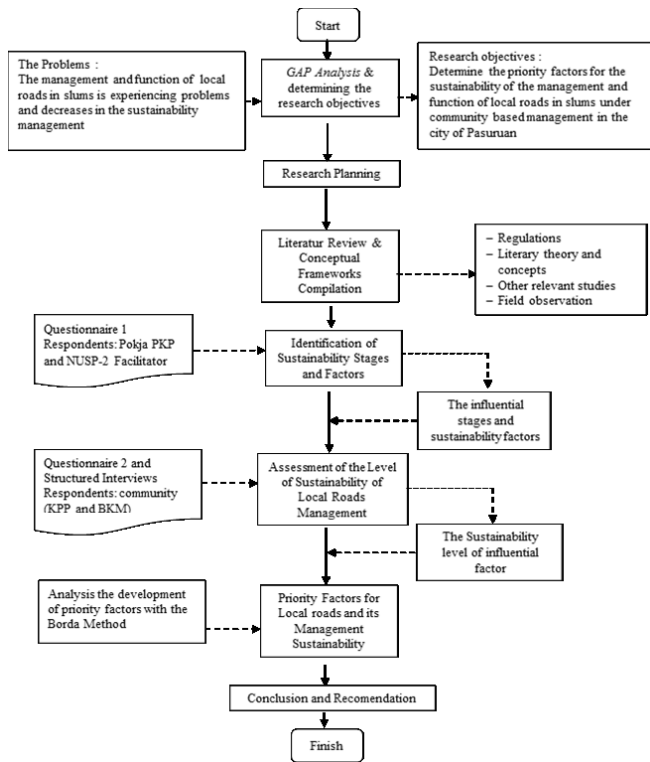 Start
The Problems :
The management and function of local
roads in slums is experiencing problems
and decreases in the sustainability
management
GAP Analysis &
determining the
research objectives
Research objectives :
Determine the priority factors for the
sustainability of the management and
function of local roads in slums under
community based management in the
city of Pasuruan
Research Planning
Literatur Review &
Conceptual
Frameworks
Compilation
– Regulations
– Literary theory and
concepts
– Other relevant studies
– Field observation
Questionnaire 1
Respondents: Pokja PKP
and NUSP-2 Facilitator
Identification of
Sustainability Stages
and Factors
The influential
stages and
sustainability factors
Questionnaire 2 and
Structured Interviews
Respondents: community
(KPP and BKM)
Assessment of the Level
of Sustainability of
Local Roads
Management
The Sustainability
level of influential
factor
Analysis the development
of priority factors with the
Borda Method
Priority Factors for
Local roads and its
Management
Sustainability
Conclusion and Recomendation
Finish